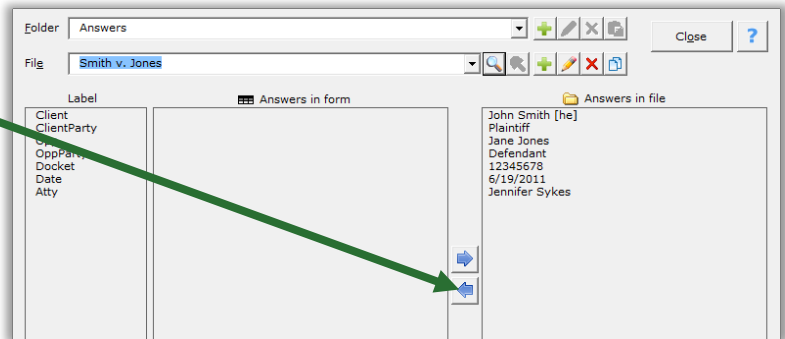 Folder Answers Close ?
File Smith v. Jones
Label Answers in form Answers in file
Client John Smith [he]
ClientParty Plaintiff
Jane Jones
OppParty Defendant
Docket 12345678
Date 6/19/2011
Atty Jennifer Sykes